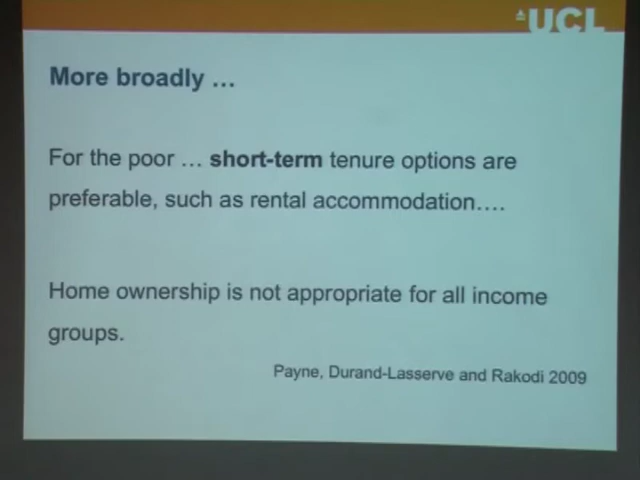 UCL
More broadly …
For the poor … short-term tenure options are
preferable, such as rental accommodation….
Home ownership is not appropriate for all income
groups.
Payne, Durand-Lasserve and Rakodi 2009